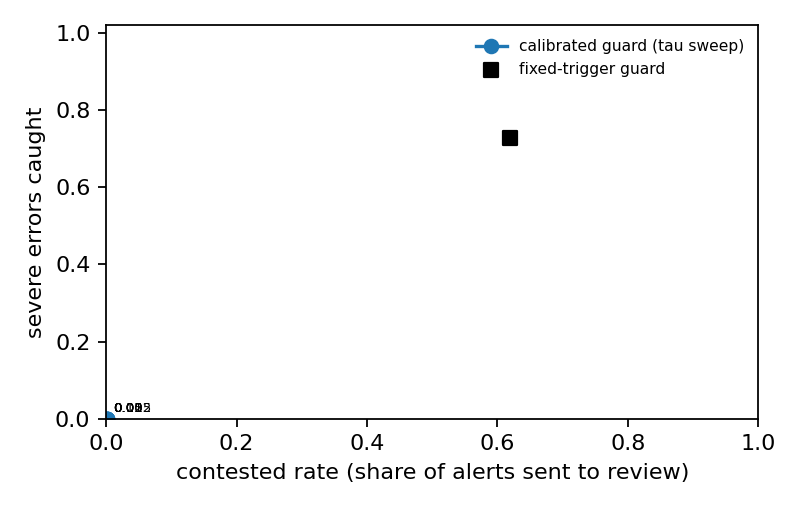 calibrated guard (tau sweep)
fixed-trigger guard
severe errors caught
1.0
0.8
0.6
0.4
0.2
0.0
0.0 0.2 0.4 0.6 0.8 1.0
contested rate (share of alerts sent to review)